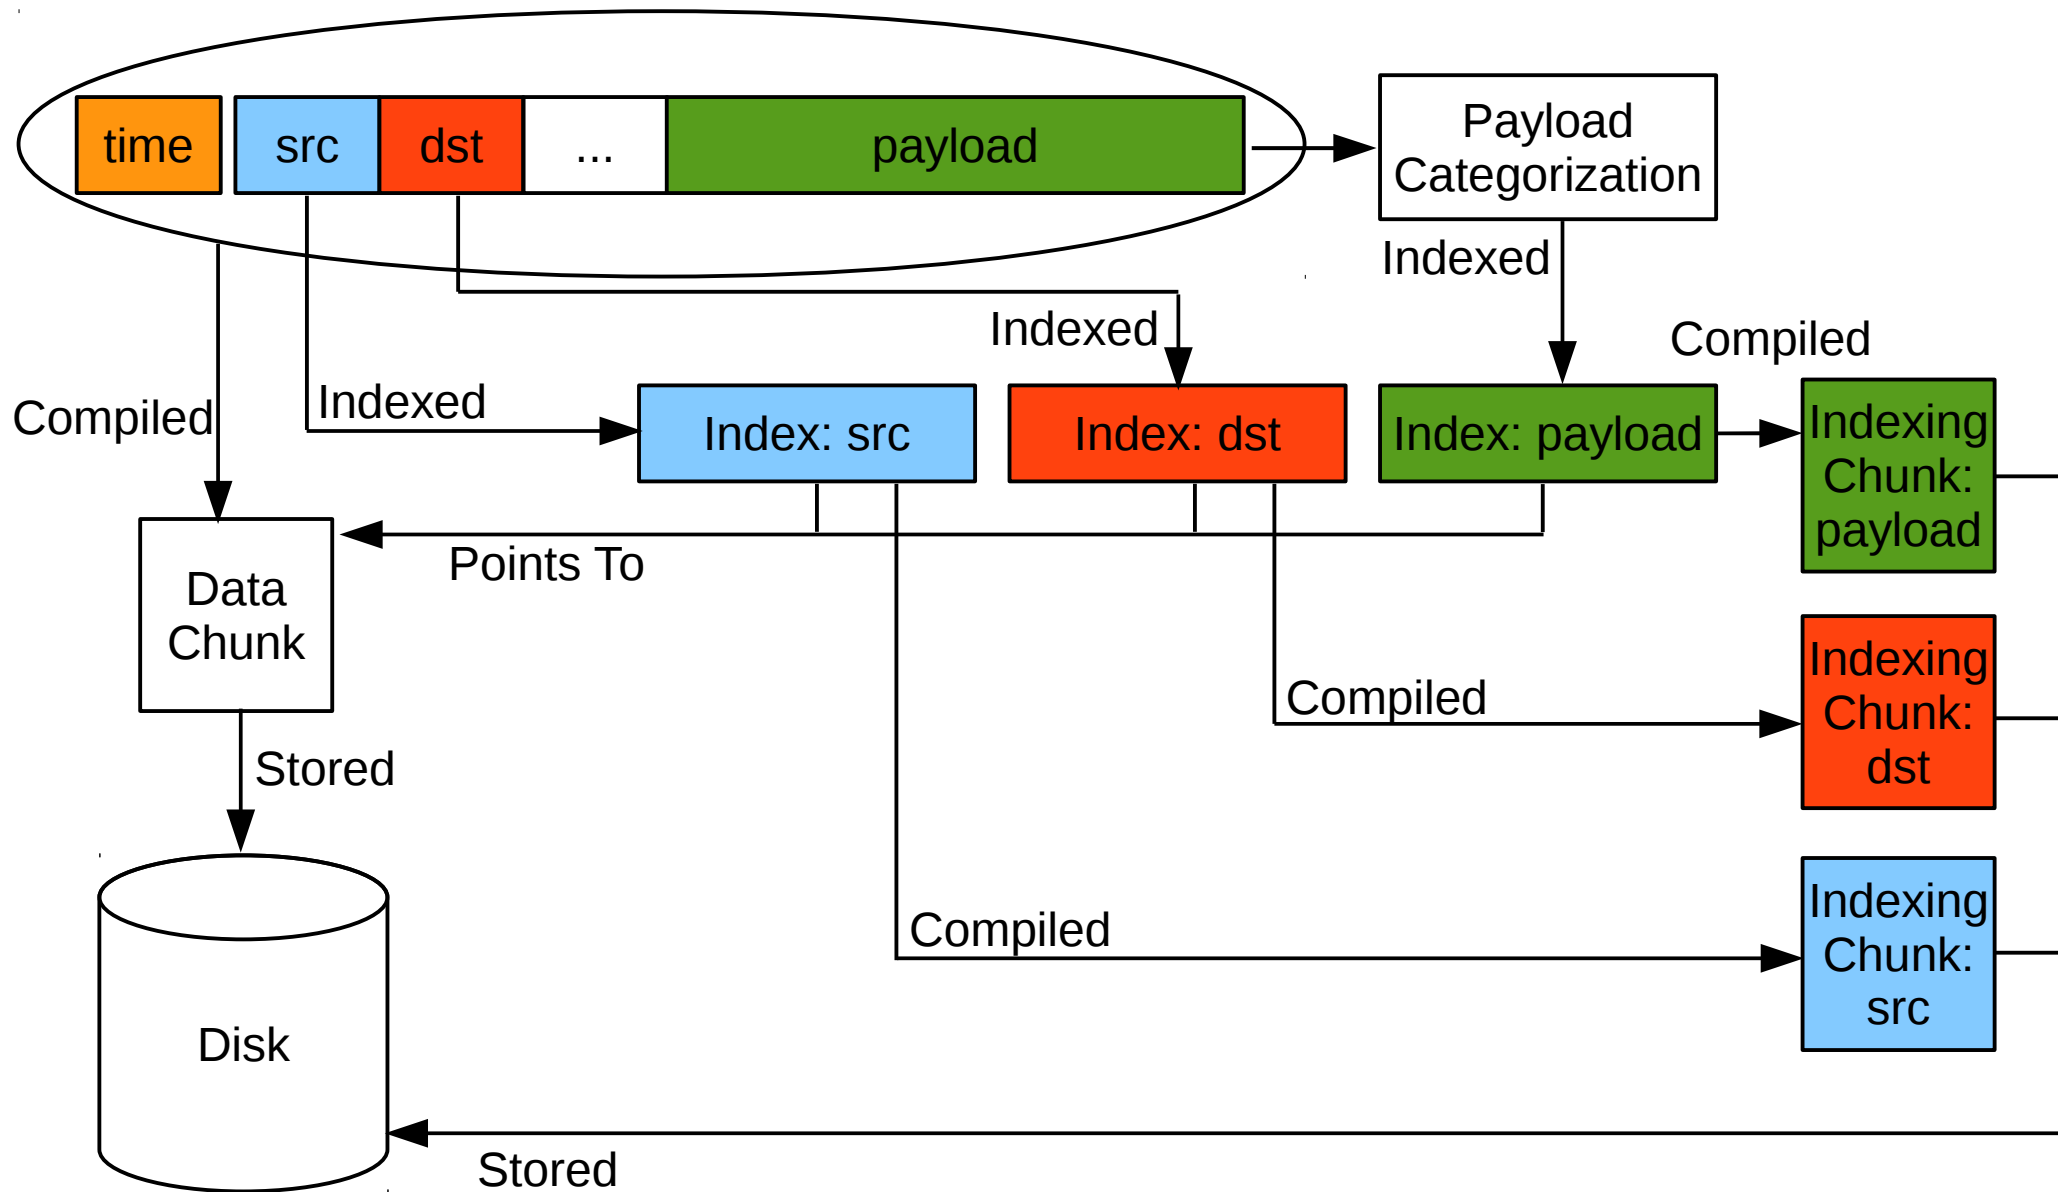 time
src
dst
...
payload
Payload
Categorization
Indexed
Indexed
Compiled
Compiled
Indexed
Index: src
Index: dst
Index: payload
Indexing
Chunk:
payload
Points To
Data
Chunk
Indexing
Chunk:
dst
Compiled
Stored
Indexing
Chunk:
src
Compiled
Disk
Stored